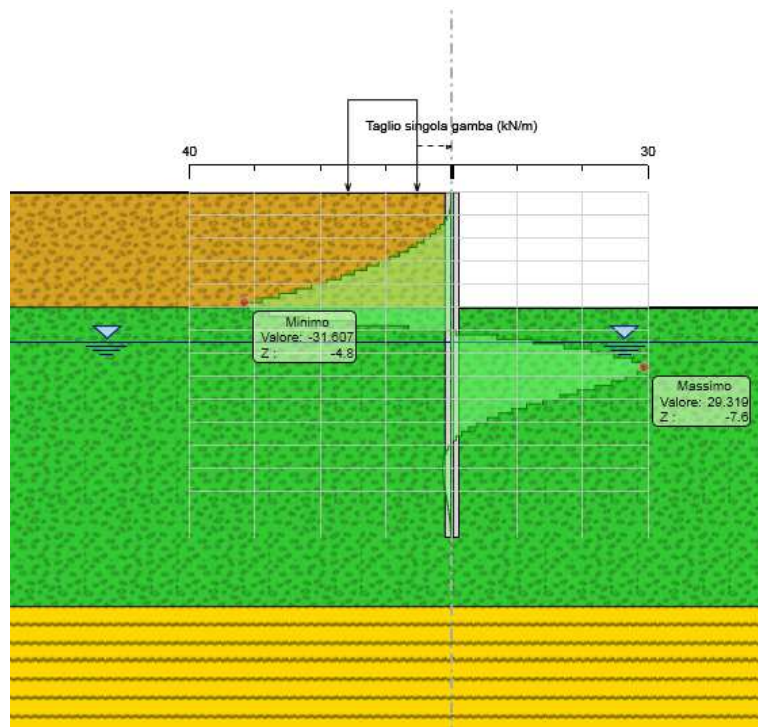 Taglio singola gamba (kN/m)
40
30
Minimo
Valore: -31.607
Z : -4.8
Massimo
Valore: 29.319
Z : -7.6